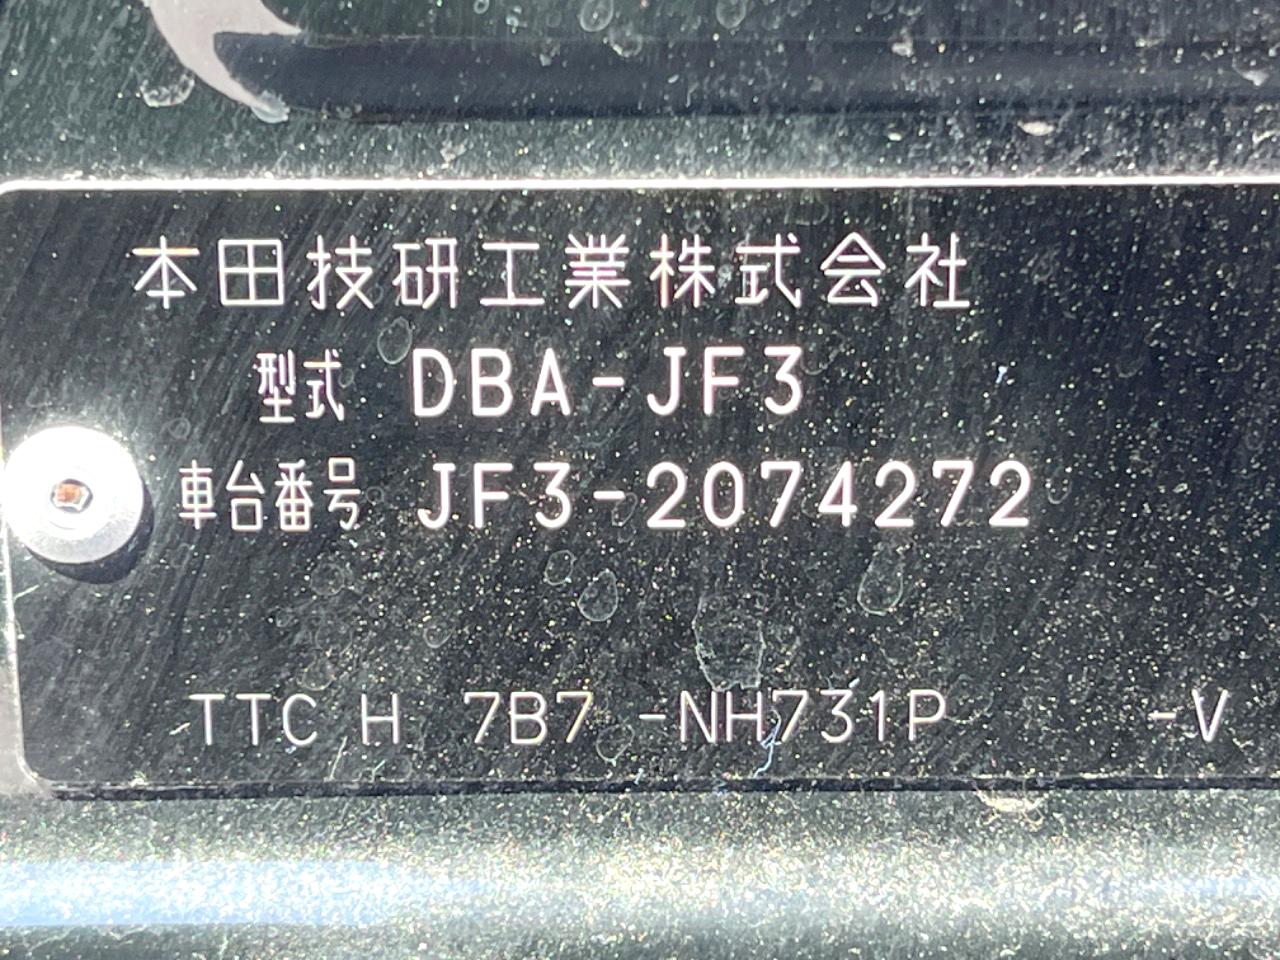 本田技研工業株式会社
型式 DBA-JF3
車台番号 JF3-2074272
TTC H 7B7 -NH731P -V